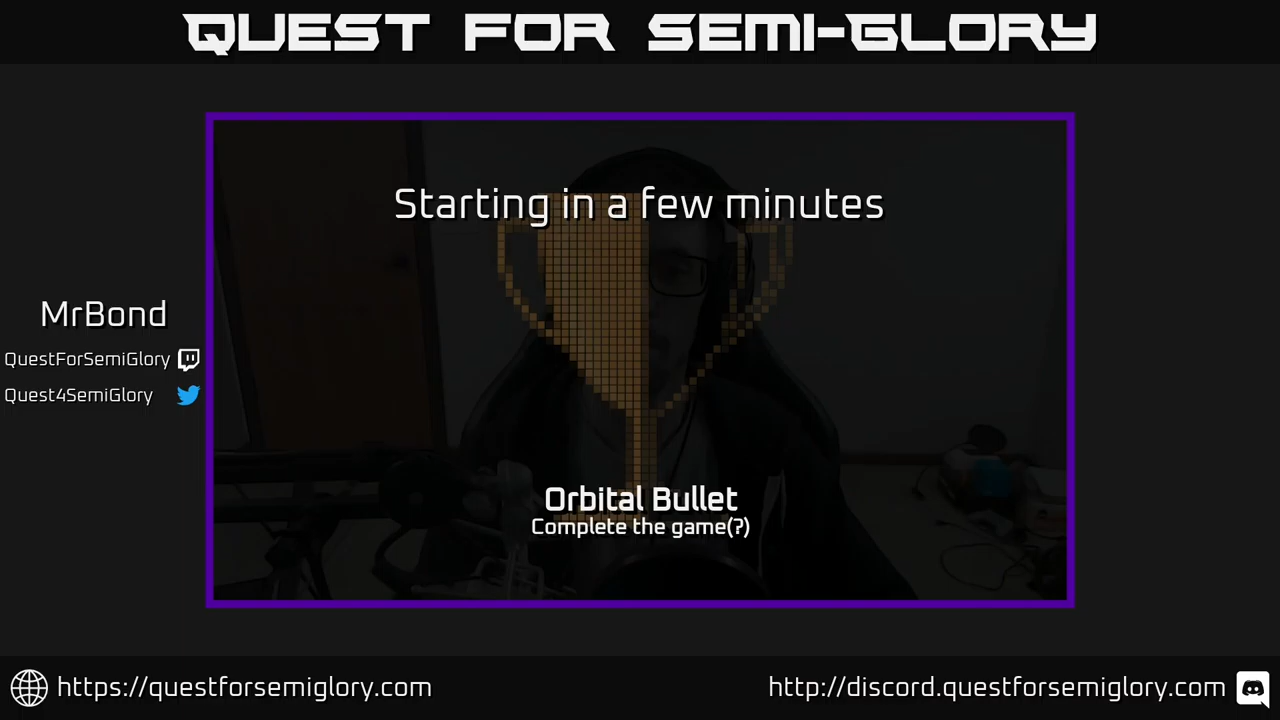 QUEST FOR SEMI-GLORY
Starting in a few minutes
MrBond
QuestForSemiGlory
Quest4SemiGlory
Orbital Bullet
Complete the game(?)
https://questforsemiglory.com
http://discord.questforsemiglory.com